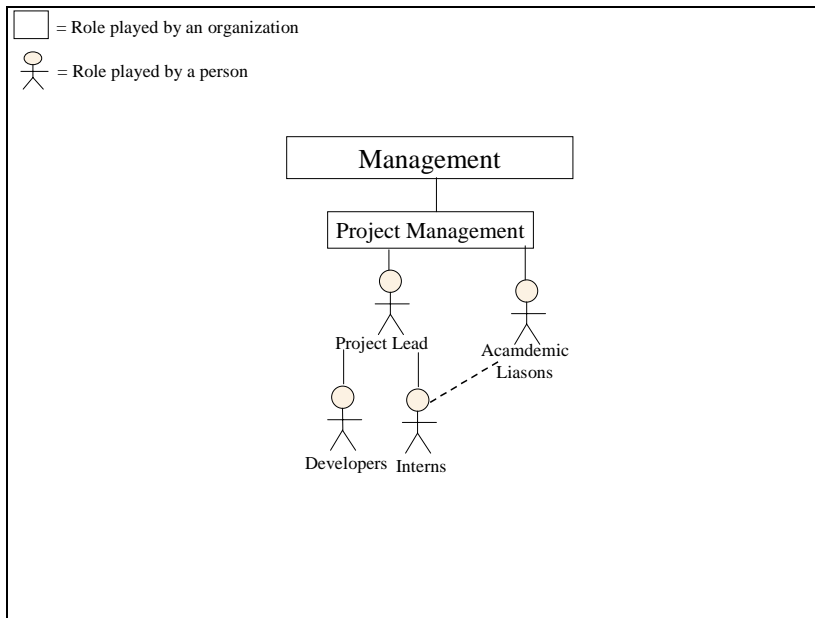 = Role played by an organization
= Role played by a person
Management
Project Management
Project Lead
Acamdemic
Liasons
Developers
Interns